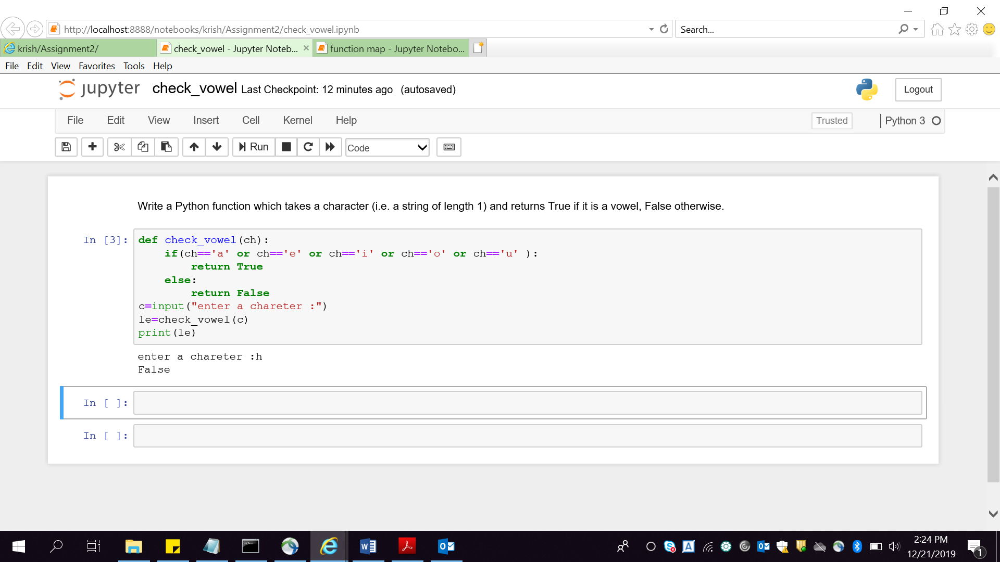 http://localhost:8888/notebooks/krish/Assignment2/check_vowel.ipynb
Search...
krish/Assignment2/
check_vowel - Jupyter Noteb...
function map - Jupyter Notebo...
File Edit View Favorites Tools Help
jupyter check_vowel Last Checkpoint: 12 minutes ago (autosaved)
Logout
File Edit View Insert Cell Kernel Help
Trusted
Python 3
Run
Code
Write a Python function which takes a character (i.e. a string of length 1) and returns True if it is a vowel, False otherwise.
In [3]:
def check_vowel(ch):
    if(ch=='a' or ch=='e' or ch=='i' or ch=='o' or ch=='u' ):
        return True
    else:
        return False
c=input("enter a chareter :")
le=check_vowel(c)
print(le)
enter a chareter :h
False
In [ ]:
In [ ]:
2:24 PM
12/21/2019
1